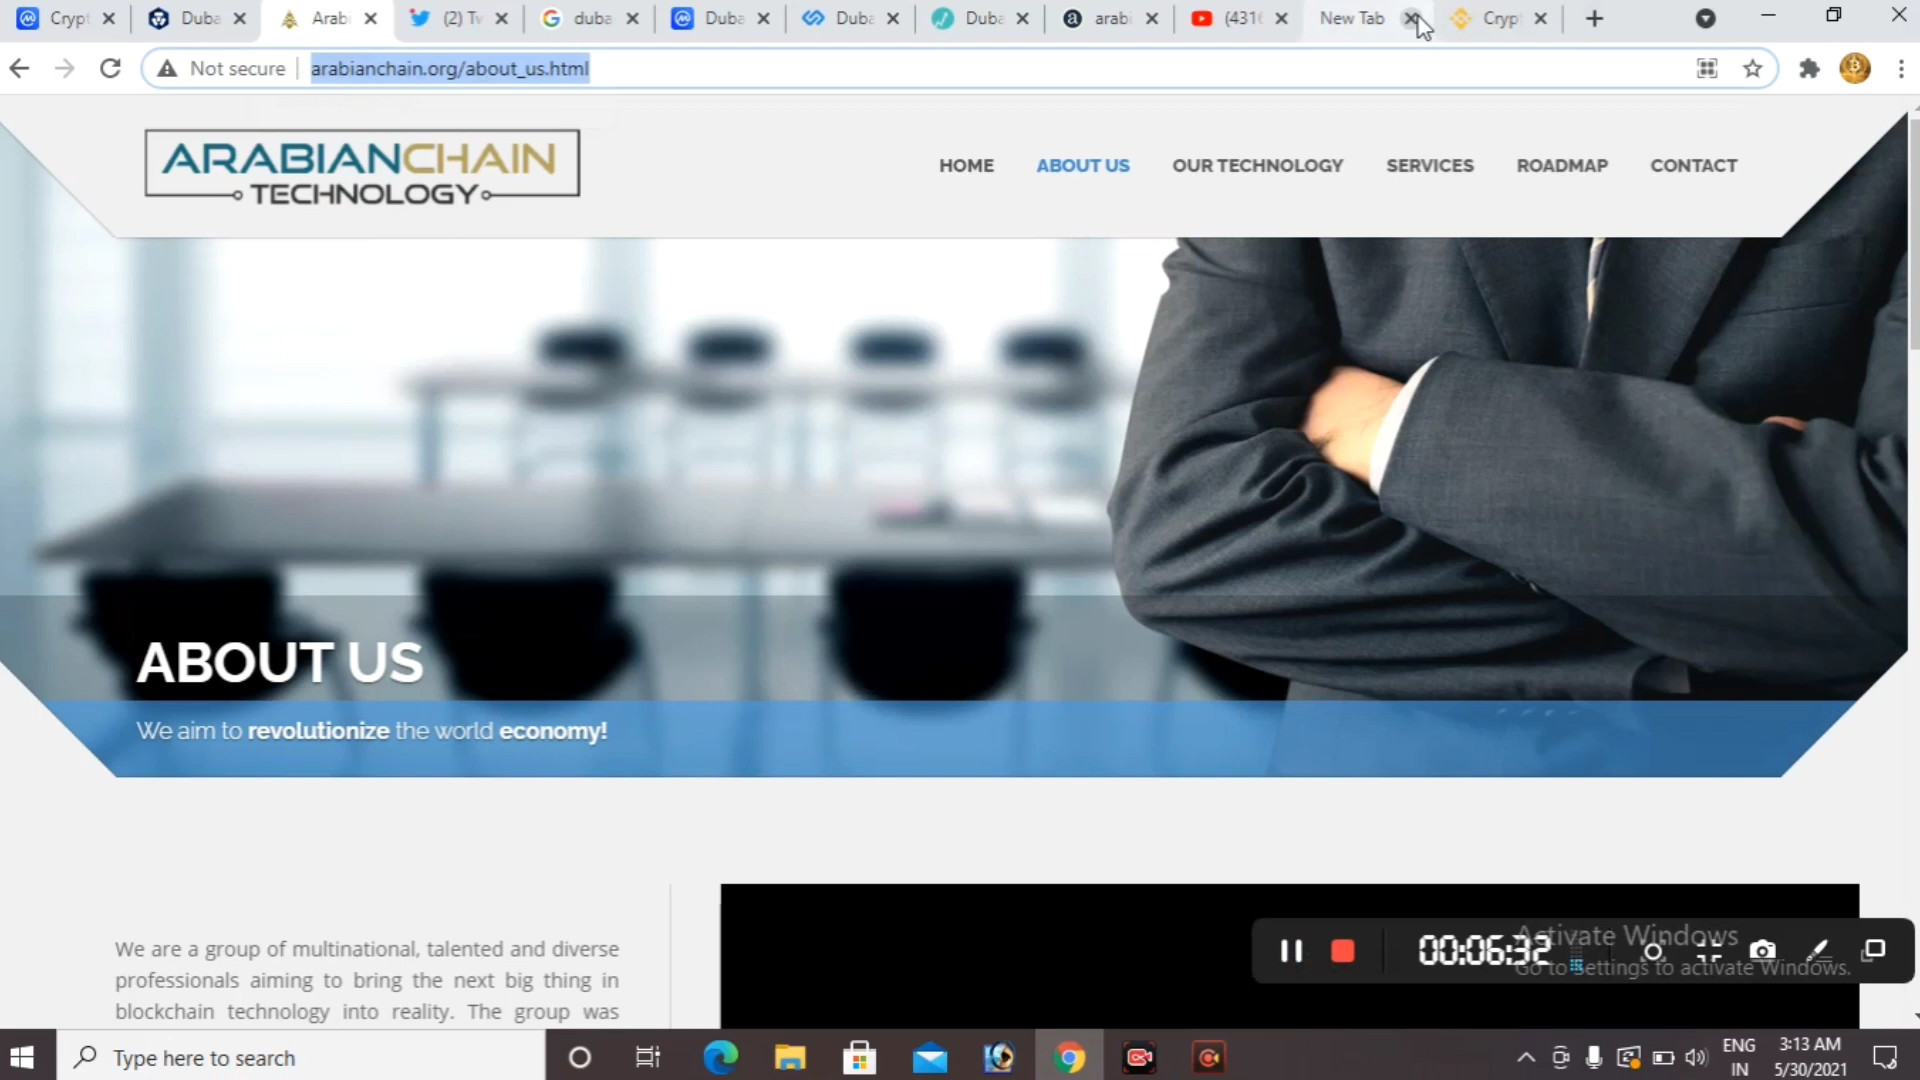 Crypt
Duba
Arabi
(2) Tw
duba
Duba
Duba
Duba
arabi
(431
New Tab
Crypt
Not secure
arabianchain.org/about_us.html
ARABIANCHAIN
TECHNOLOGY
HOME
ABOUT US
OUR TECHNOLOGY
SERVICES
ROADMAP
CONTACT
ABOUT US
We aim to revolutionize the world economy!
We are a group of multinational, talented and diverse
professionals aiming to bring the next big thing in
blockchain technology into reality. The group was
Activate Windows
Go to Settings to activate Windows.
00:06:32
Type here to search
ENG
IN
3:13 AM
5/30/2021